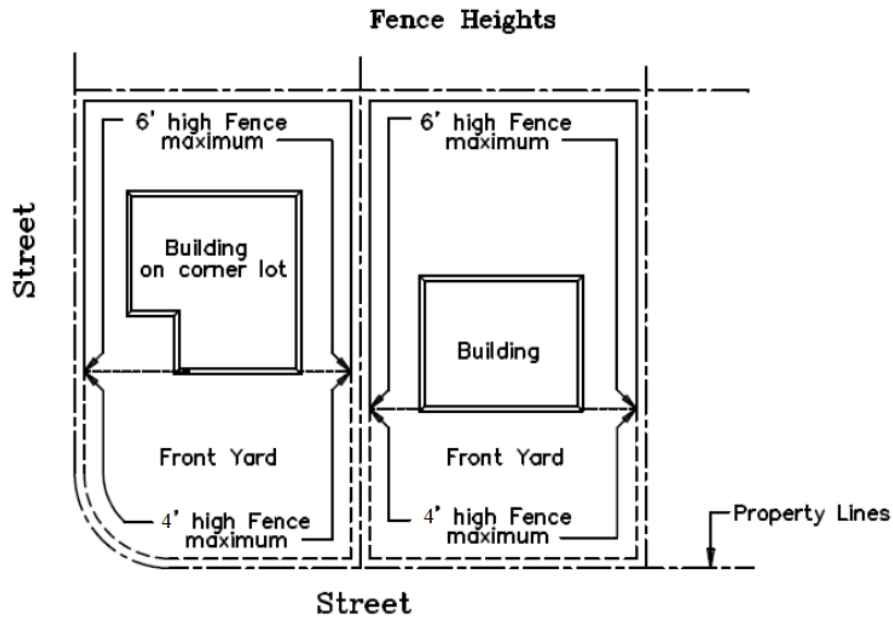 Fence Heights
6' high Fence
maximum
6' high Fence
maximum
Street
Building
on corner lot
Building
Front Yard
Front Yard
4' high Fence
maximum
4' high Fence
maximum
Property Lines
Street